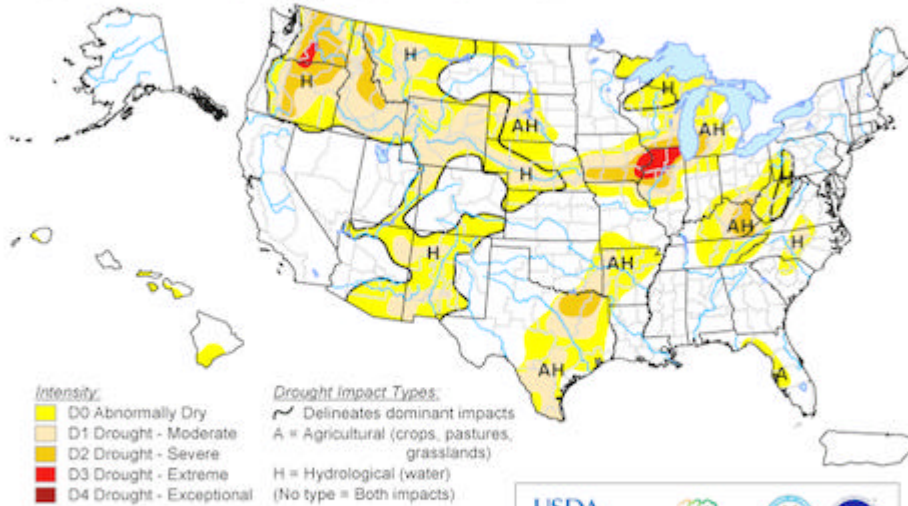 H
H
H
AH
AH
H
AH
H
H
AH
AH
A
Intensity:
D0 Abnormally Dry
D1 Drought - Moderate
D2 Drought - Severe
D3 Drought - Extreme
D4 Drought - Exceptional
Drought Impact Types:
Delineates dominant impacts
A = Agricultural (crops, pastures,
grasslands)
H = Hydrological (water)
(No type = Both impacts)
USDA